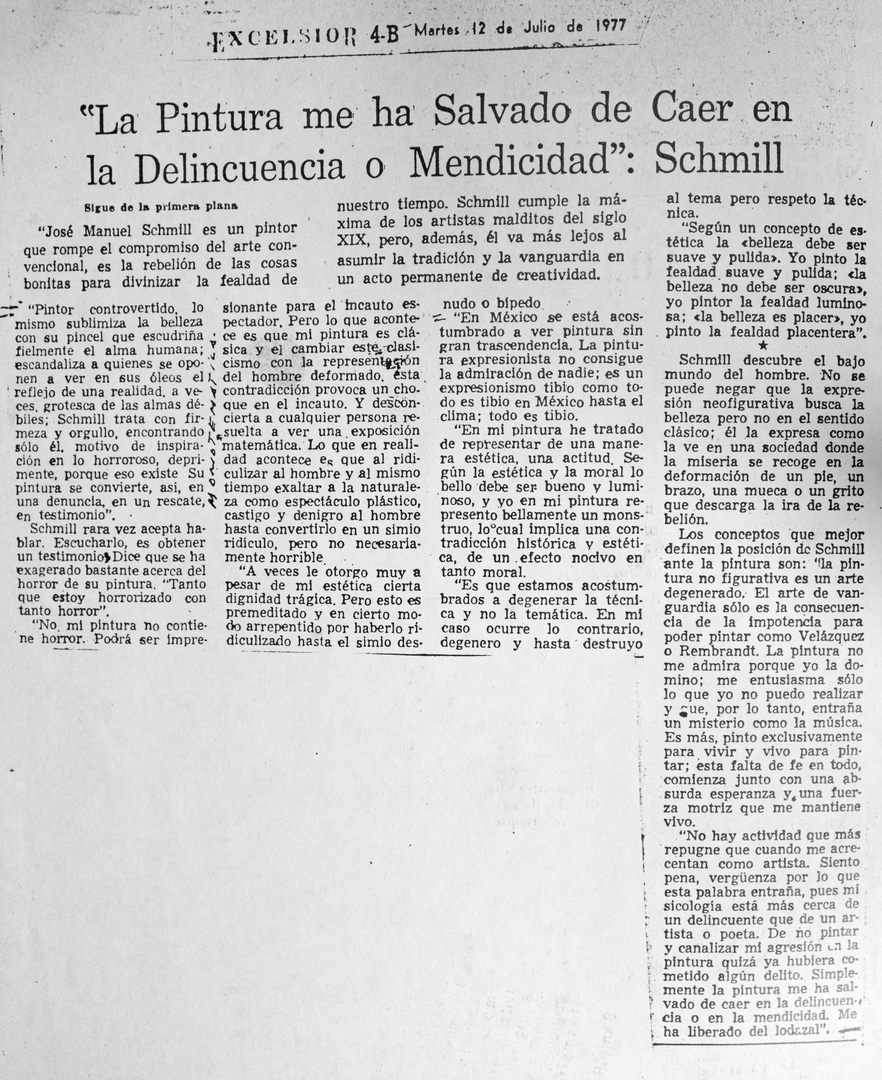 EXCELSIOR 4-B Martes 12 de Julio de 1977
"La Pintura me ha Salvado de Caer en
la Delincuencia o Mendicidad": Schmill
Sigue de la primera plana
"José Manuel Schmill es un pintor
que rompe el compromiso del arte con-
vencional, es la rebelión de las cosas
bonitas para divinizar la fealdad de
nuestro tiempo. Schmill cumple la má-
xima de los artistas malditos del siglo
XIX, pero, además, él va más lejos al
asumir la tradición y la vanguardia en
un acto permanente de creatividad.
"Pintor controvertido, lo
mismo sublimiza la belleza
con su pincel que escudriña
fielmente el alma humana;
escandaliza a quienes se opo-
nen a ver en sus óleos el
reflejo de una realidad, a ve-
ces, grotesca de las almas dé-
biles; Schmill trata con fir-
meza y orgullo, encontrando
sólo él, motivo de inspira-
ción en lo horroroso, depri-
mente, porque eso existe Su
pintura se convierte, asi, en
una denuncia, en un rescate,
en testimonio".
Schmill rara vez acepta ha-
blar. Escucharlo, es obtener
un testimonio. Dice que se ha
exagerado bastante acerca del
horror de su pintura. "Tanto
que estoy horrorizado con
tanto horror".
"No, mi pintura no contie-
ne horror. Podrá ser impre-
sionante para el incauto es-
pectador. Pero lo que aconte-
ce es que mi pintura es clá-
sica y el cambiar este clasi-
cismo con la representación
del hombre deformado, esta
contradicción provoca un cho-
que en el incauto. Y descon-
cierta a cualquier persona re-
suelta a ver una exposición
matemática. Lo que en reali-
dad acontece es que al ridi-
culizar al hombre y al mismo
tiempo exaltar a la naturale-
za como espectáculo plástico,
castigo y denigro al hombre
hasta convertirlo en un simio
ridículo, pero no necesaria-
mente horrible.
"A veces le otorgo muy a
pesar de mi estética cierta
dignidad trágica. Pero esto es
premeditado y en cierto mo-
do arrepentido por haberlo ri-
diculizado hasta el simio des-
nudo o bípedo.
"En México se está acos-
tumbrado a ver pintura sin
gran trascendencia. La pintu-
ra expresionista no consigue
la admiración de nadie; es un
expresionismo tibio como to-
do es tibio en México hasta el
clima; todo es tibio.
"En mi pintura he tratado
de representar de una mane-
ra estética, una actitud. Se-
gún la estética y la moral lo
bello debe ser bueno y lumi-
noso, y yo en mi pintura re-
presento bellamente un mons-
truo, lo cual implica una con-
tradicción histórica y estéti-
ca, de un efecto nocivo en
tanto moral.
"Es que estamos acostum-
brados a degenerar la técni-
ca y no la temática. En mi
caso ocurre lo contrario,
degenero y hasta destruyo
al tema pero respeto la téc-
nica.
"Según un concepto de es-
tética la «belleza debe ser
suave y pulida». Yo pinto la
fealdad suave y pulida; «la
belleza no debe ser oscura»,
yo pintor la fealdad lumino-
sa; «la belleza es placer», yo
pinto la fealdad placentera".
★
Schmill descubre el bajo
mundo del hombre. No se
puede negar que la expre-
sión neofigurativa busca la
belleza pero no en el sentido
clásico; él la expresa como
la ve en una sociedad donde
la miseria se recoge en la
deformación de un pie, un
brazo, una mueca o un grito
que descarga la ira de la re-
belión.
Los conceptos que mejor
definen la posición de Schmill
ante la pintura son: "la pin-
tura no figurativa es un arte
degenerado. El arte de van-
guardia sólo es la consecuen-
cia de la impotencia para
poder pintar como Velázquez
o Rembrandt. La pintura no
me admira porque yo la do-
mino; me entusiasma sólo
lo que yo no puedo realizar
y que, por lo tanto, entraña
un misterio como la música.
Es más, pinto exclusivamente
para vivir y vivo para pin-
tar; esta falta de fe en todo,
comienza junto con una ab-
surda esperanza y una fuer-
za motriz que me mantiene
vivo.
"No hay actividad que más
repugne que cuando me acre-
centan como artista. Siento
pena, vergüenza por lo que
esta palabra entraña, pues mi
sicología está más cerca de
un delincuente que de un ar-
tista o poeta. De no pintar
y canalizar mi agresión en la
pintura quizá ya hubiera co-
metido algún delito. Simple-
mente la pintura me ha sal-
vado de caer en la delincuen-
cia o en la mendicidad. Me
ha liberado del lodazal".